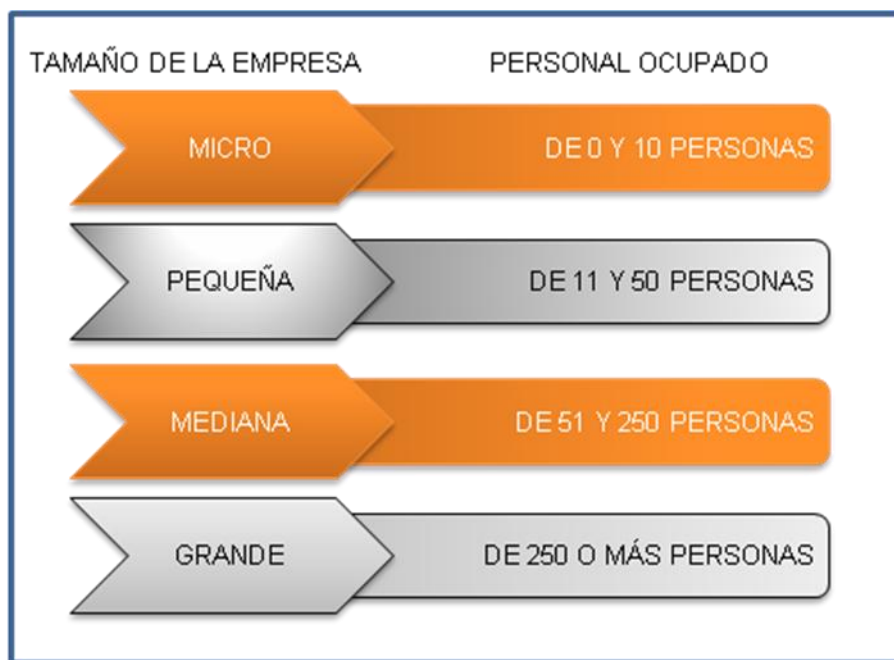 TAMAÑO DE LA EMPRESA PERSONAL OCUPADO
MICRO DE 0 Y 10 PERSONAS
PEQUEÑA DE 11 Y 50 PERSONAS
MEDIANA DE 51 Y 250 PERSONAS
GRANDE DE 250 O MÁS PERSONAS